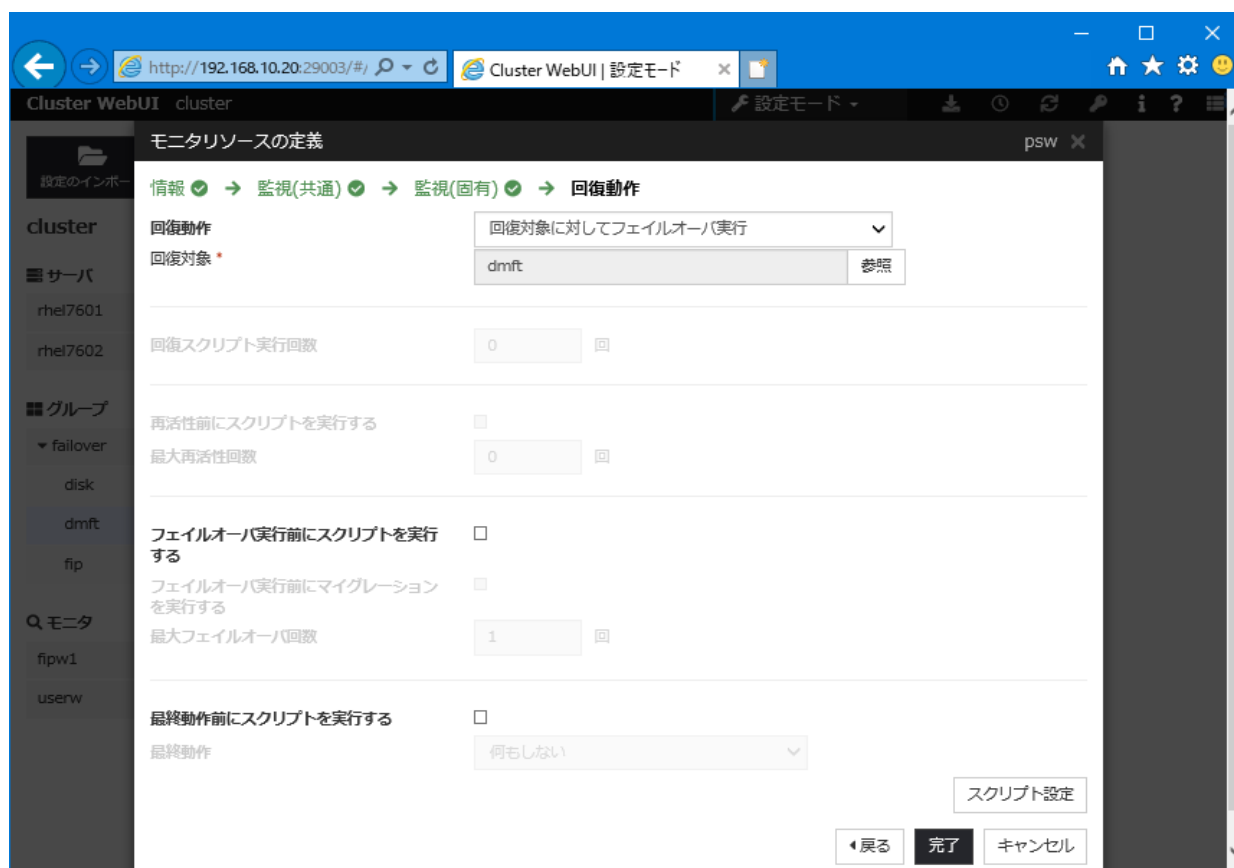 http://192.168.10.20:29003/#/
Cluster WebUI | 設定モード
Cluster WebUI cluster
設定モード
モニタリソースの定義
psw
設定のインポー
情報 → 監視(共通) → 監視(固有) → 回復動作
cluster
回復動作
回復対象に対してフェイルオーバ実行
回復対象 *
dmft
参照
サーバ
rhel7601
rhel7602
回復スクリプト実行回数
0
回
グループ
failover
disk
dmft
fip
再活性前にスクリプトを実行する
最大再活性回数
0
回
フェイルオーバ実行前にスクリプトを実行
する
フェイルオーバ実行前にマイグレーション
を実行する
最大フェイルオーバ回数
1
回
モニタ
fipw1
userw
最終動作前にスクリプトを実行する
最終動作
何もしない
スクリプト設定
戻る
完了
キャンセル